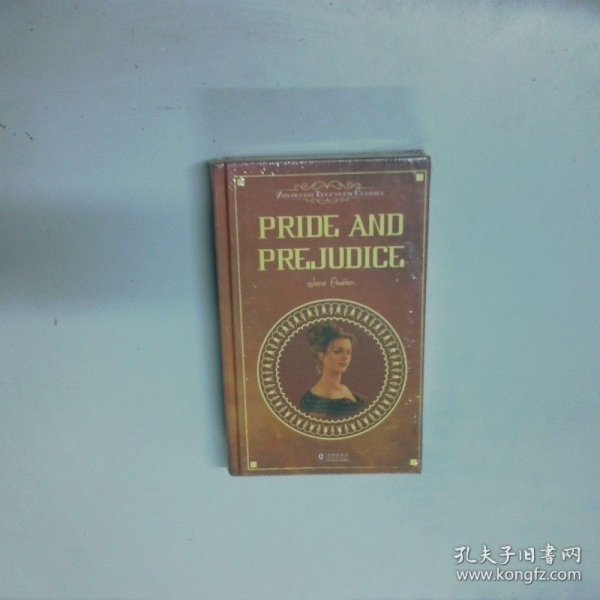 PRIDE AND
PREJUDICE
Jane Austen
孔夫子旧书网
www.kongfz.com